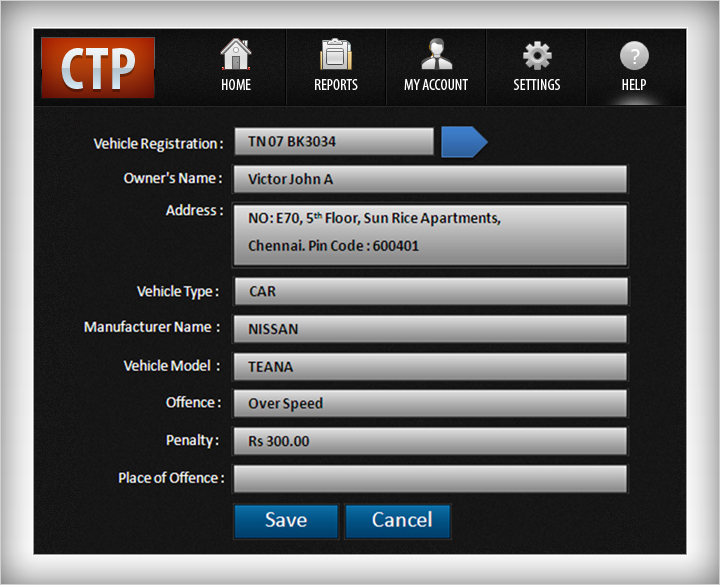 CTP
HOME
REPORTS
MY ACCOUNT
SETTINGS
?
HELP
Vehicle Registration : TN 07 BK3034
Owner's Name : Victor John A
Address : NO: E70, 5th Floor, Sun Rice Apartments,
Chennai. Pin Code : 600401
Vehicle Type : CAR
Manufacturer Name : NISSAN
Vehicle Model : TEANA
Offence : Over Speed
Penalty : Rs 300.00
Place of Offence :
Save
Cancel